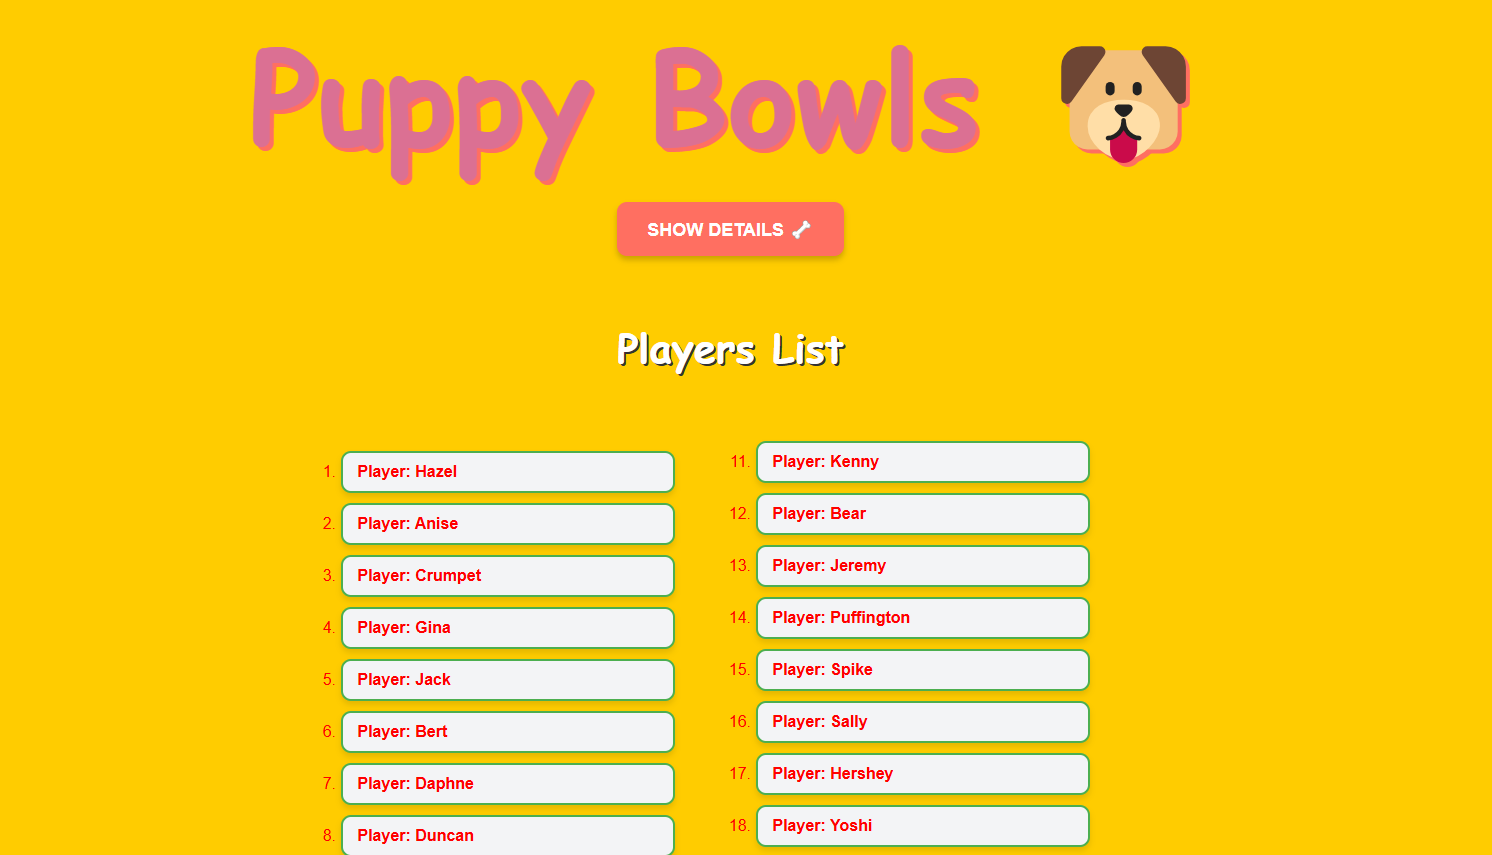 Puppy Bowls
SHOW DETAILS
Players List
1. Player: Hazel
2. Player: Anise
3. Player: Crumpet
4. Player: Gina
5. Player: Jack
6. Player: Bert
7. Player: Daphne
8. Player: Duncan
11. Player: Kenny
12. Player: Bear
13. Player: Jeremy
14. Player: Puffington
15. Player: Spike
16. Player: Sally
17. Player: Hershey
18. Player: Yoshi